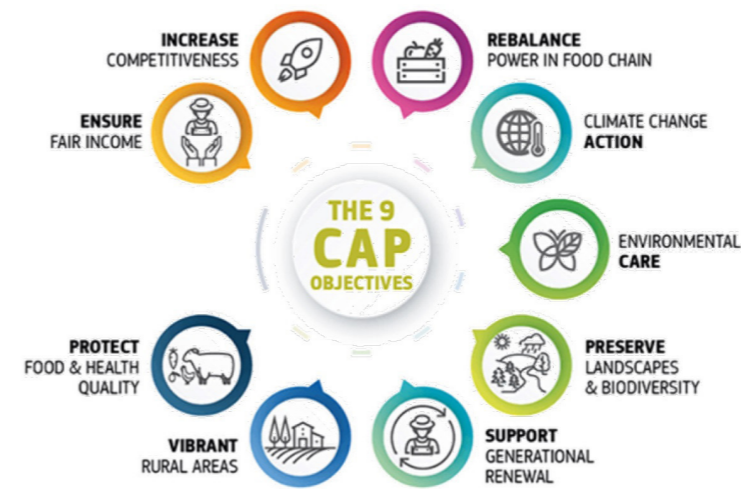 INCREASE
COMPETITIVENESS
REBALANCE
POWER IN FOOD CHAIN
ENSURE
FAIR INCOME
CLIMATE CHANGE
ACTION
THE 9
CAP
OBJECTIVES
ENVIRONMENTAL
CARE
PROTECT
FOOD & HEALTH
QUALITY
PRESERVE
LANDSCAPES
& BIODIVERSITY
VIBRANT
RURAL AREAS
SUPPORT
GENERATIONAL
RENEWAL